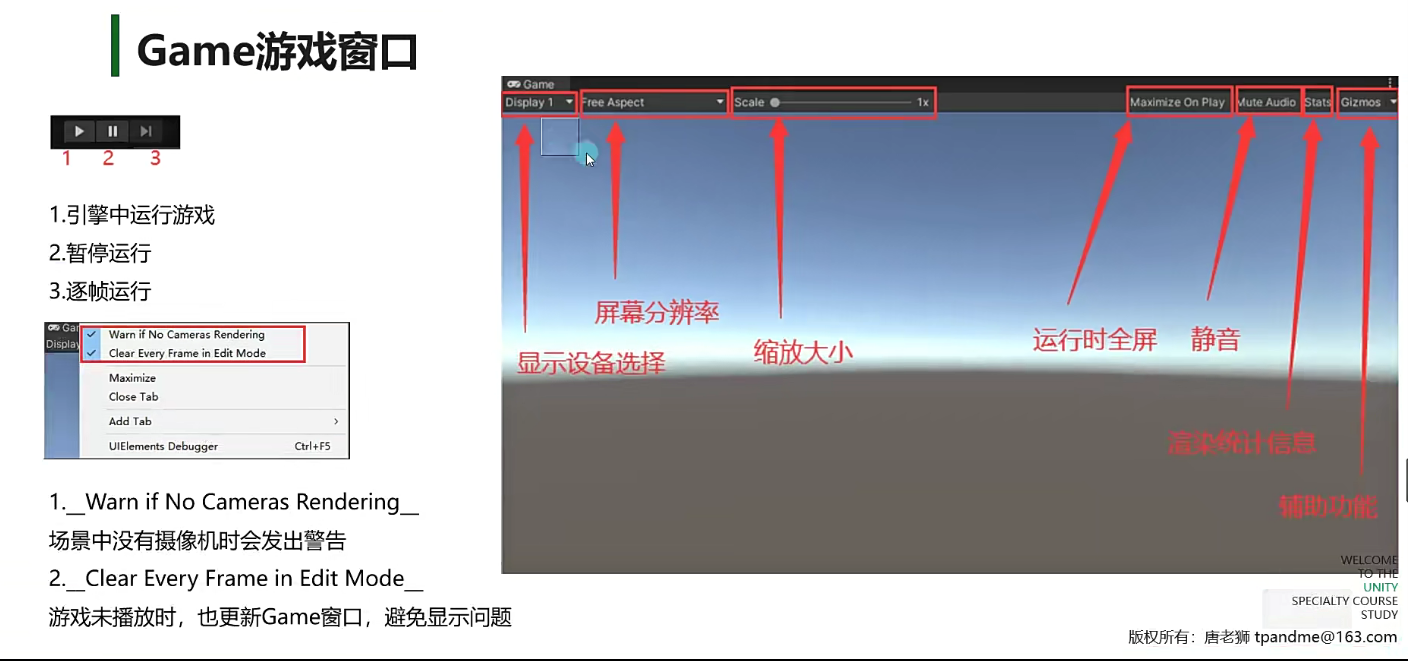 Game游戏窗口
1 2 3
1.引擎中运行游戏
2.暂停运行
3.逐帧运行
Gam
Display
Warn if No Cameras Rendering
Clear Every Frame in Edit Mode
Maximize
Close Tab
Add Tab
UIElements Debugger Ctrl+F5
1.__Warn if No Cameras Rendering__
场景中没有摄像机时会发出警告
2.__Clear Every Frame in Edit Mode__
游戏未播放时，也更新Game窗口，避免显示问题
Game
Display 1 Free Aspect Scale 1x Maximize On Play Mute Audio Stats Gizmos
屏幕分辨率
显示设备选择
缩放大小
运行时全屏
静音
渲染统计信息
辅助功能
WELCOME
TO THE
UNITY
SPECIALTY COURSE
STUDY
版权所有：唐老狮 tpandme@163.com